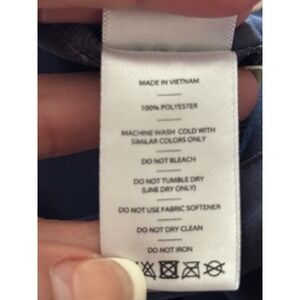 MADE IN VIETNAM
100% POLYESTER
MACHINE WASH COLD WITH
SIMILAR COLORS ONLY
DO NOT BLEACH
DO NOT TUMBLE DRY
(LINE DRY ONLY)
DO NOT USE FABRIC SOFTENER
DO NOT DRY CLEAN
DO NOT IRON